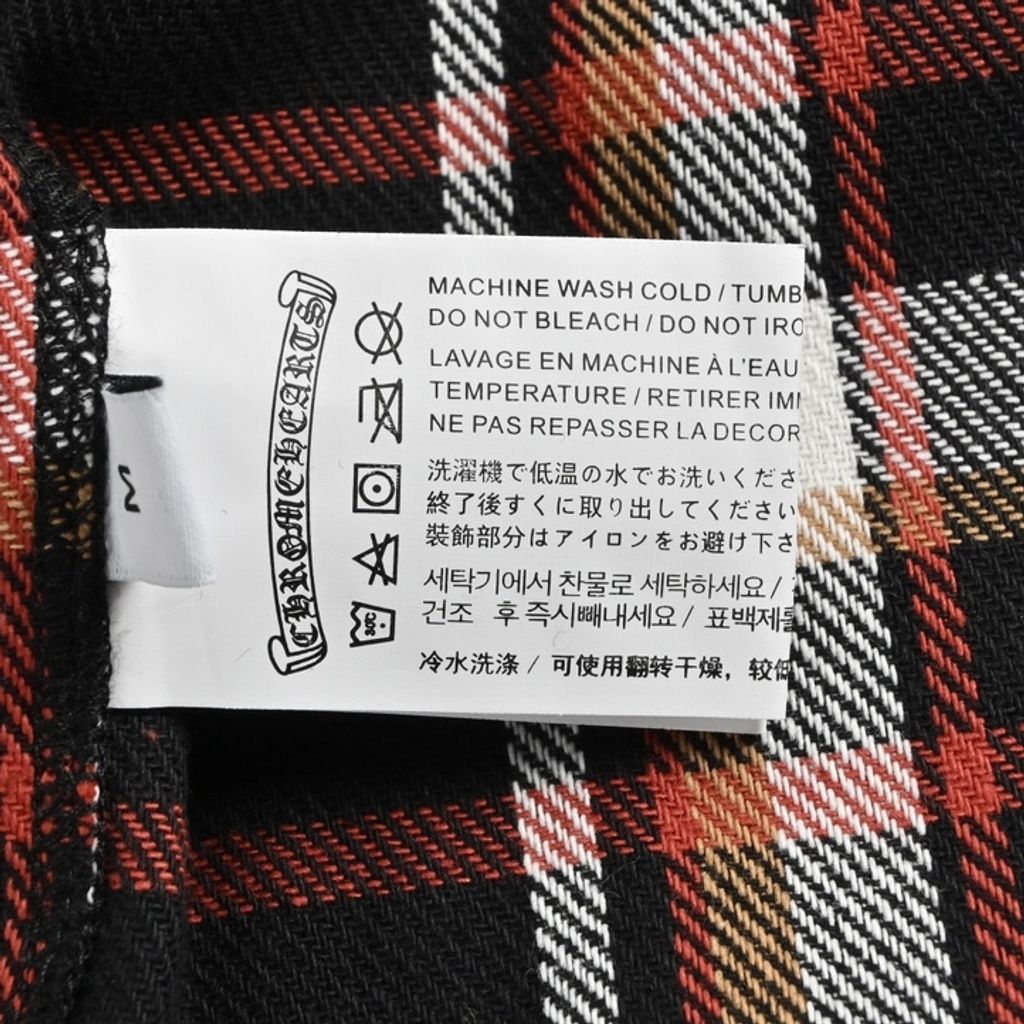 CHROME HEARTS
MACHINE WASH COLD / TUMB
DO NOT BLEACH / DO NOT IRO
LAVAGE EN MACHINE À L'EAU
TEMPERATURE / RETIRER IM
NE PAS REPASSER LA DECOR
洗濯機で低温の水でお洗いくださ
終了後すぐに取り出してください
装飾部分はアイロンをお避け下さ
세탁기에서 찬물로 세탁하세요 /
건조 후 즉시빼내세요 / 표백제를
冷水洗涤 / 可使用翻转干燥，较低
30C